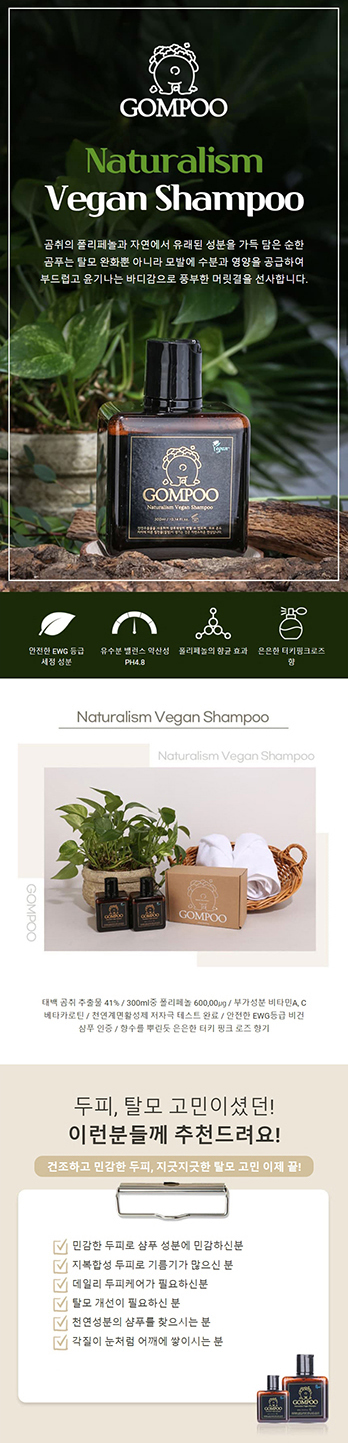 GOMPOO
Naturalism
Vegan Shampoo
곰취의 폴리페놀과 자연에서 유래된 성분을 가득 담은 순한
곰푸는 탈모 완화뿐 아니라 모발에 수분과 영양을 공급하여
부드럽고 윤기나는 바디감으로 풍부한 머릿결을 선사합니다.
Vegan
GOMPOO
Naturalism Vegan Shampoo
안전한 EWG 등급
세정 성분
유수분 밸런스 약산성
PH4.8
폴리페놀의 항균 효과
은은한 터키핑크로즈
향
Naturalism Vegan Shampoo
Naturalism Vegan Shampoo
GOMPOO
GOMPOO
태백 곰취 추출물 41% / 300ml중 폴리페놀 600,00㎍ / 부가성분 비타민A, C
베타카로틴 / 천연계면활성제 저자극 테스트 완료 / 안전한 EWG등급 비건
샴푸 인증 / 향수를 뿌린듯 은은한 터키 핑크 로즈 향기
두피, 탈모 고민이셨던!
이런분들께 추천드려요!
건조하고 민감한 두피, 지긋지긋한 탈모 고민 이제 끝!
민감한 두피로 샴푸 성분에 민감하신분
지복합성 두피로 기름기가 많으신 분
데일리 두피케어가 필요하신분
탈모 개선이 필요하신 분
천연성분의 샴푸를 찾으시는 분
각질이 눈처럼 어깨에 쌓이시는 분
GOMPOO
GOMPOO